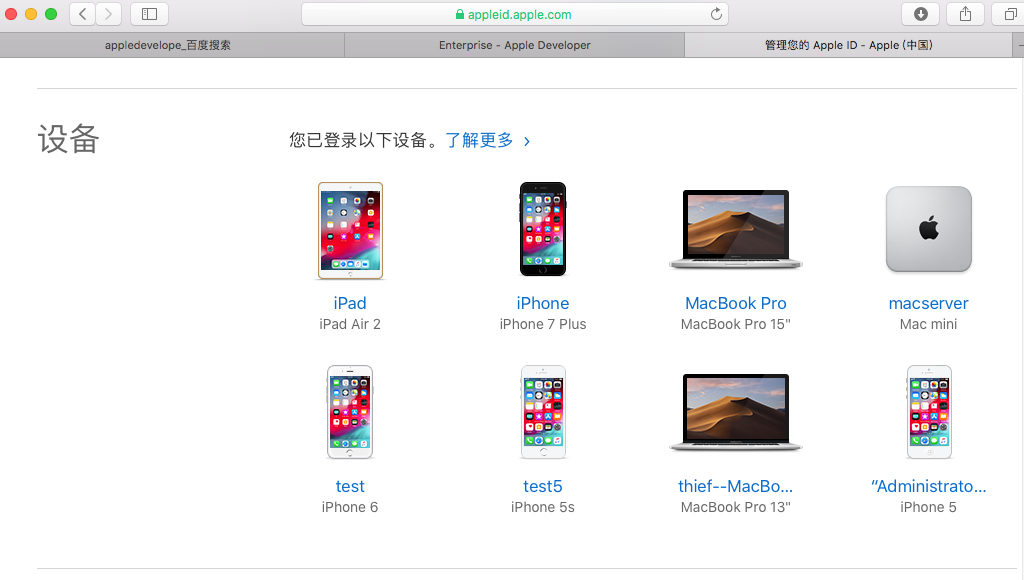 appleid.apple.com
appledevelope_百度搜索
Enterprise - Apple Developer
管理您的 Apple ID - Apple (中国)
设备
您已登录以下设备。了解更多 ›
iPad
iPad Air 2
iPhone
iPhone 7 Plus
MacBook Pro
MacBook Pro 15"
macserver
Mac mini
test
iPhone 6
test5
iPhone 5s
thief--MacBo...
MacBook Pro 13"
“Administrato...
iPhone 5